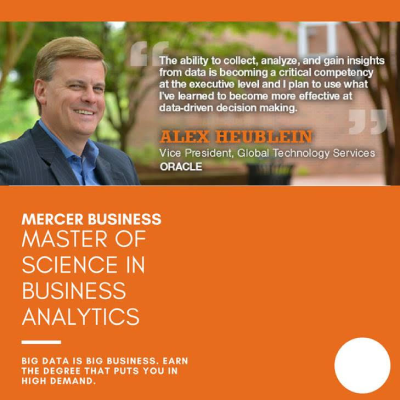 The ability to collect, analyze, and gain insights
from data is becoming a critical competency
at the executive level and I plan to use what
I've learned to become more effective at
data-driven decision making.
ALEX HEUBLEIN
Vice President, Global Technology Services
ORACLE
MERCER BUSINESS
MASTER OF
SCIENCE IN
BUSINESS
ANALYTICS
BIG DATA IS BIG BUSINESS. EARN
THE DEGREE THAT PUTS YOU IN
HIGH DEMAND.